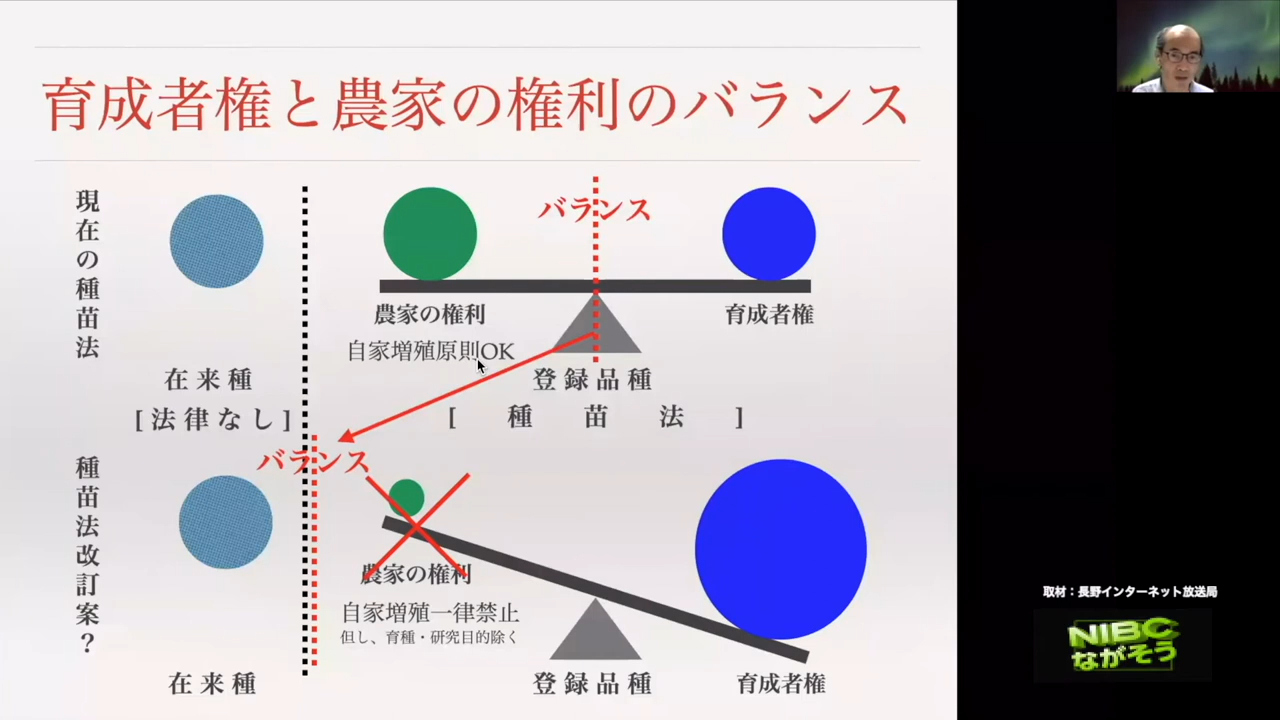 育成者権と農家の権利のバランス
現在の種苗法
バランス
農家の権利
育成者権
自家増殖原則OK
在来種
登録品種
[法律なし]
[ 種 苗 法 ]
バランス
種苗法改訂案？
農家の権利
自家増殖一律禁止
但し、育種・研究目的除く
在来種
登録品種
育成者権
取材：長野インターネット放送局
NIBC
ながそう